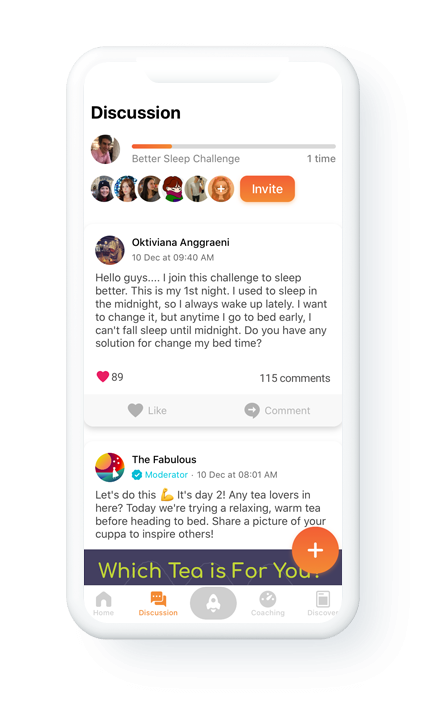 Discussion
Better Sleep Challenge
1 time
Invite
Oktiviana Anggraeni
10 Dec at 09:40 AM
Hello guys.... I join this challenge to sleep
better. This is my 1st night. I used to sleep in
the midnight, so I always wake up lately. I want
to change it, but anytime I go to bed early, I
can't fall sleep until midnight. Do you have any
solution for change my bed time?
89
115 comments
Like
Comment
The Fabulous
Moderator · 10 Dec at 08:01 AM
Let's do this 💪 It's day 2! Any tea lovers in
here? Today we're trying a relaxing, warm tea
before heading to bed. Share a picture of your
cuppa to inspire others!
Which Tea is For You?
Home
Discussion
Coaching
Discover